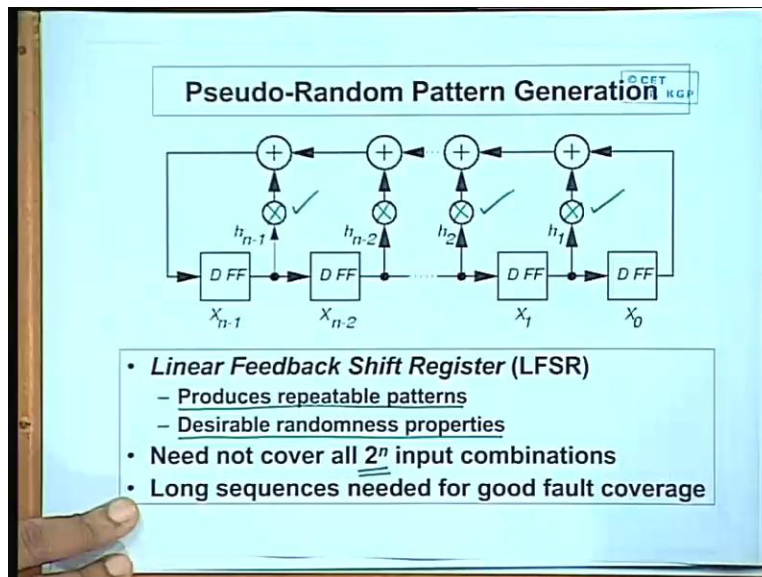 Pseudo-Random Pattern Generation
© CET
KGP
+ + + +
h_{n-1} h_{n-2} h_2 h_1
D FF D FF D FF D FF
X_{n-1} X_{n-2} X_1 X_0
• Linear Feedback Shift Register (LFSR)
– Produces repeatable patterns
– Desirable randomness properties
• Need not cover all 2^n input combinations
• Long sequences needed for good fault coverage